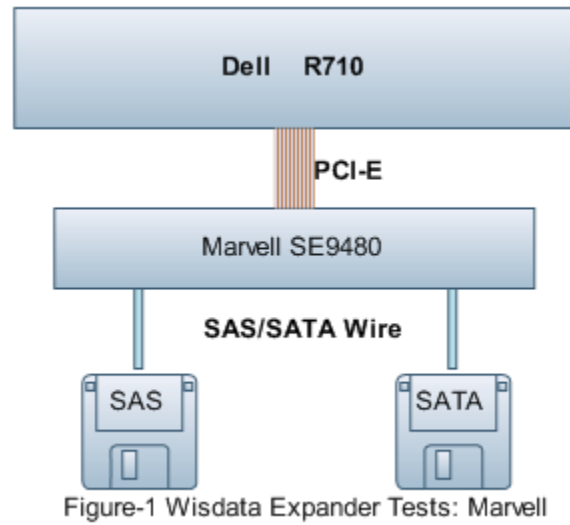 Dell R710
PCI-E
Marvell SE9480
SAS/SATA Wire
SAS
SATA
Figure-1 Wisdata Expander Tests: Marvell